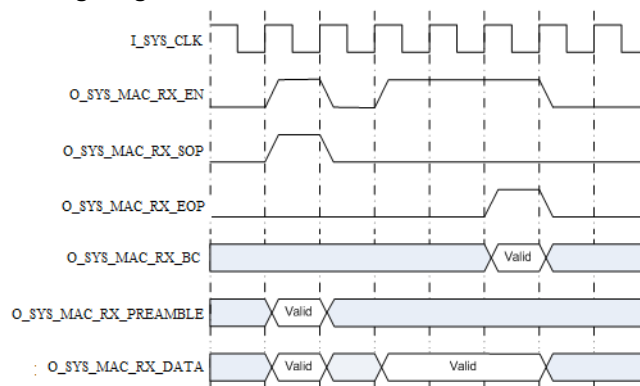 I_SYS_CLK
O_SYS_MAC_RX_EN
O_SYS_MAC_RX_SOP
O_SYS_MAC_RX_EOP
O_SYS_MAC_RX_BC Valid
O_SYS_MAC_RX_PREAMBLE Valid
: O_SYS_MAC_RX_DATA Valid Valid